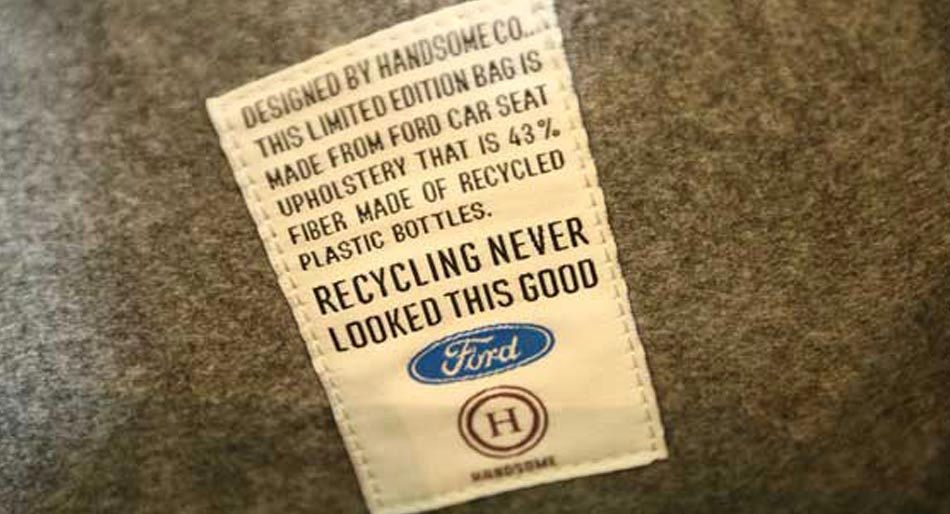 DESIGNED BY HANDSOME CO...
THIS LIMITED EDITION BAG IS
MADE FROM FORD CAR SEAT
UPHOLSTERY THAT IS 43%
FIBER MADE OF RECYCLED
PLASTIC BOTTLES.
RECYCLING NEVER
LOOKED THIS GOOD
Ford
H
HANDSOME